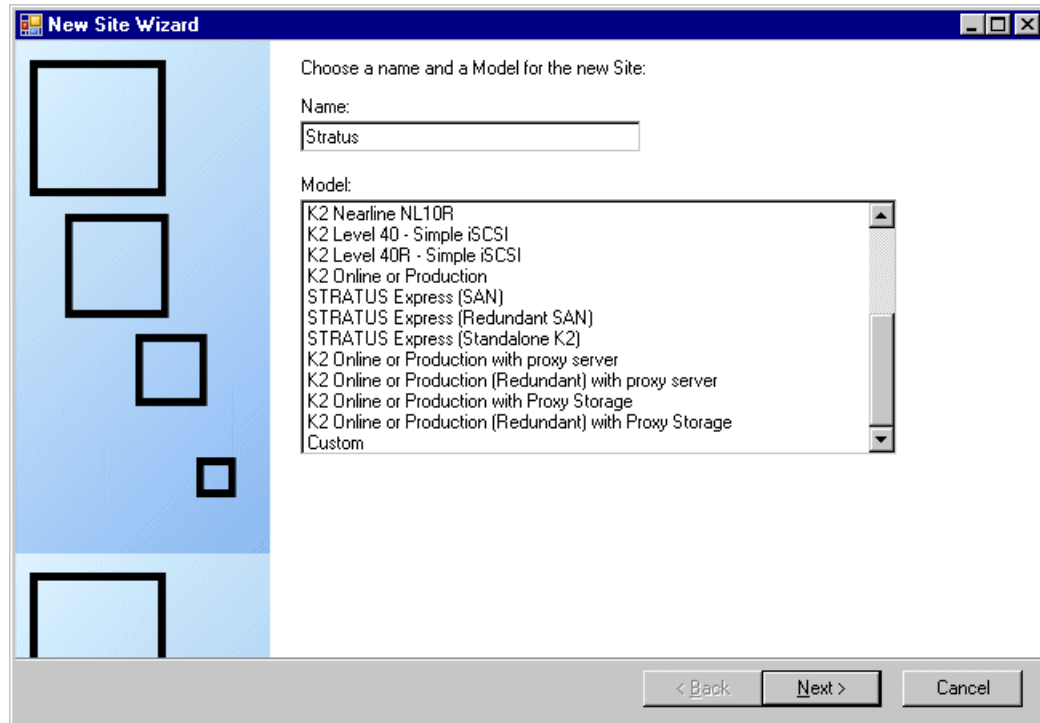 New Site Wizard
Choose a name and a Model for the new Site:
Name:
Stratus
Model:
K2 Nearline NL10R
K2 Level 40 - Simple iSCSI
K2 Level 40R - Simple iSCSI
K2 Online or Production
STRATUS Express (SAN)
STRATUS Express (Redundant SAN)
STRATUS Express (Standalone K2)
K2 Online or Production with proxy server
K2 Online or Production (Redundant) with proxy server
K2 Online or Production with Proxy Storage
K2 Online or Production (Redundant) with Proxy Storage
Custom
< Back Next > Cancel